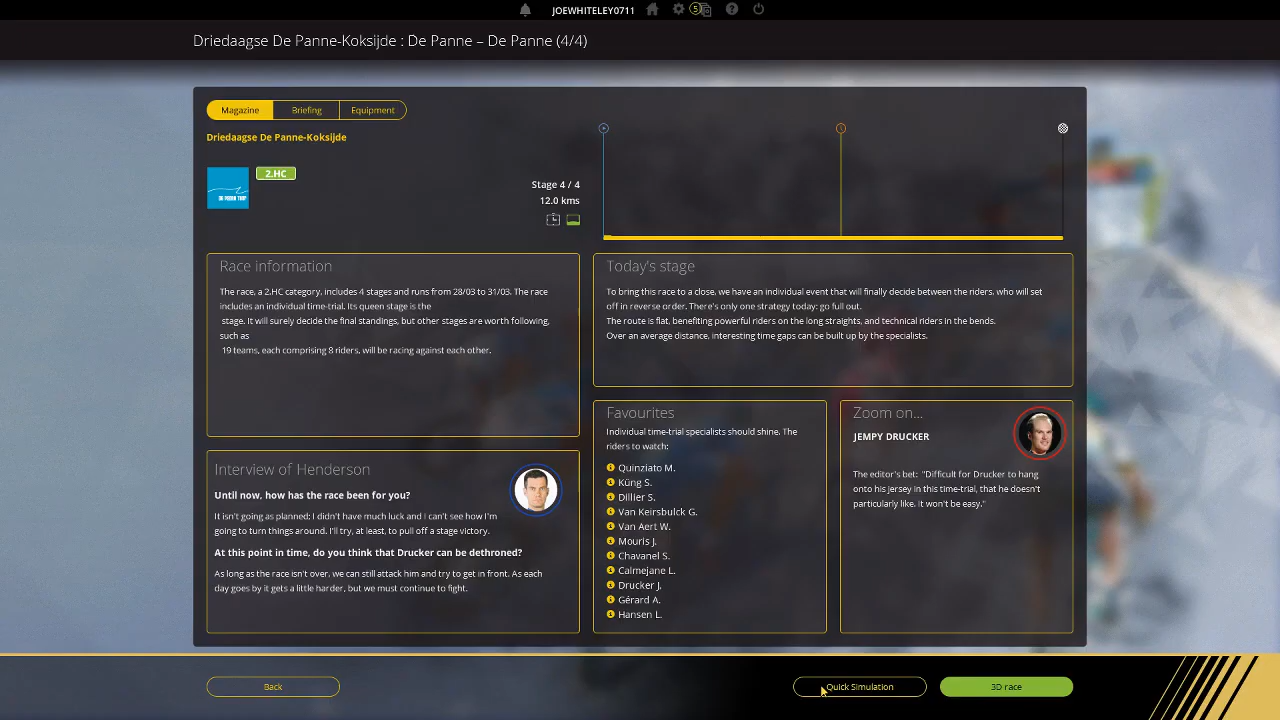 JOEWHITELEY0711
5
Driedaagse De Panne-Koksijde : De Panne – De Panne (4/4)
Magazine
Briefing
Equipment
Driedaagse De Panne-Koksijde
2.HC
Stage 4 / 4
12.0 kms
Race information
The race, a 2.HC category, includes 4 stages and runs from 28/03 to 31/03. The race
includes an individual time-trial. Its queen stage is the
stage. It will surely decide the final standings, but other stages are worth following,
such as
19 teams, each comprising 8 riders, will be racing against each other.
Today's stage
To bring this race to a close, we have an individual event that will finally decide between the riders, who will set
off in reverse order. There's only one strategy today: go full out.
The route is flat, benefiting powerful riders on the long straights, and technical riders in the bends.
Over an average distance, interesting time gaps can be built up by the specialists.
Interview of Henderson
Until now, how has the race been for you?
It isn't going as planned: I didn't have much luck and I can't see how I'm
going to turn things around. I'll try, at least, to pull off a stage victory.
At this point in time, do you think that Drucker can be dethroned?
As long as the race isn't over, we can still attack him and try to get in front. As each
day goes by it gets a little harder, but we must continue to fight.
Favourites
Individual time-trial specialists should shine. The
riders to watch:
Quinziato M.
Küng S.
Dillier S.
Van Keirsbulck G.
Van Aert W.
Mouris J.
Chavanel S.
Calmejane L.
Drucker J.
Gérard A.
Hansen L.
Zoom on...
JEMPY DRUCKER
The editor's bet: "Difficult for Drucker to hang
onto his jersey in this time-trial, that he doesn't
particularly like. It won't be easy."
Back
Quick Simulation
3D race